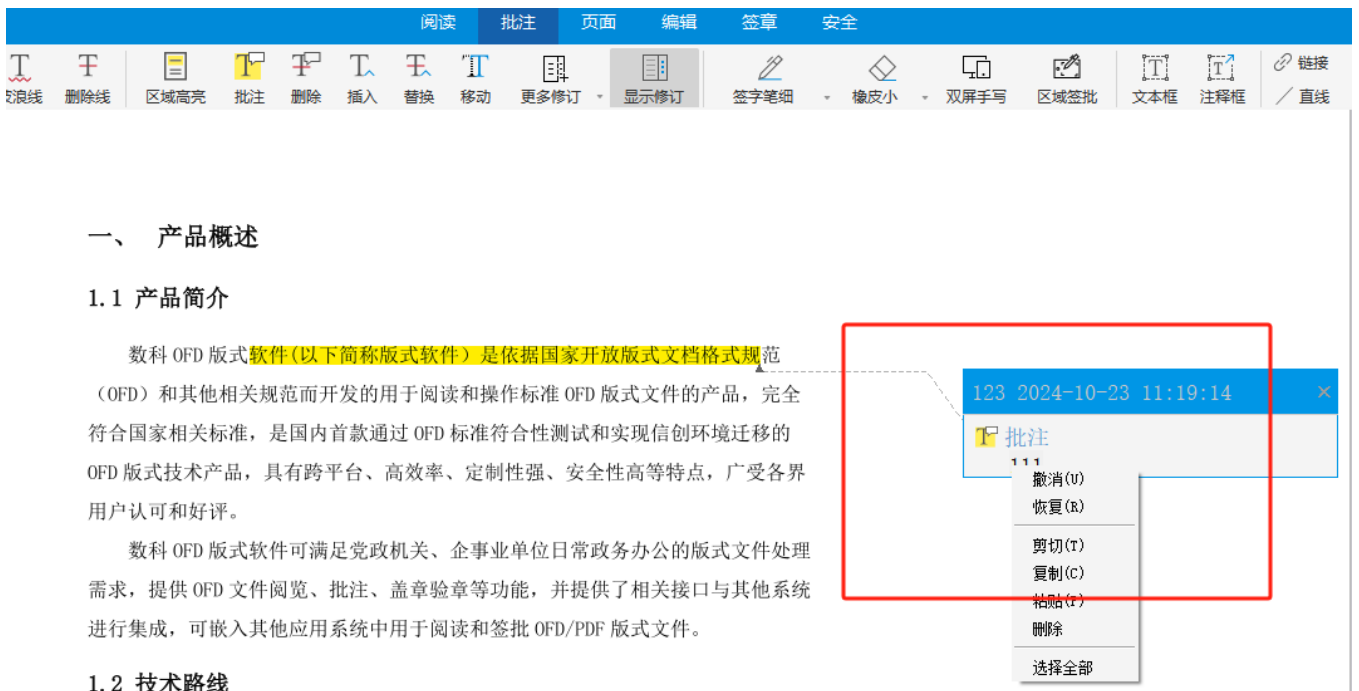 阅读 批注 页面 编辑 签章 安全
浪线 删除线 区域高亮 批注 删除 插入 替换 移动 更多修订 显示修订 签字笔细 橡皮小 双屏手写 区域签批 文本框 注释框 链接
直线
一、 产品概述
1.1 产品简介
数科 OFD 版式软件(以下简称版式软件）是依据国家开放版式文档格式规范
（OFD）和其他相关规范而开发的用于阅读和操作标准 OFD 版式文件的产品，完全
符合国家相关标准，是国内首款通过 OFD 标准符合性测试和实现信创环境迁移的
OFD 版式技术产品，具有跨平台、高效率、定制性强、安全性高等特点，广受各界
用户认可和好评。
数科 OFD 版式软件可满足党政机关、企事业单位日常政务办公的版式文件处理
需求，提供 OFD 文件阅览、批注、盖章验章等功能，并提供了相关接口与其他系统
进行集成，可嵌入其他应用系统中用于阅读和签批 OFD/PDF 版式文件。
1.2 技术路线
123 2024-10-23 11:19:14 ×
批注
111
撤消(U)
恢复(R)
剪切(T)
复制(C)
粘贴(P)
删除
选择全部